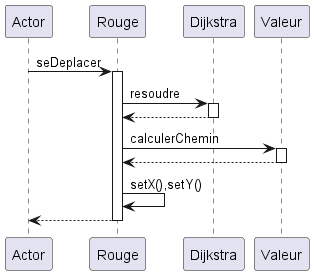 Actor Rouge Dijkstra Valeur
seDeplacer
resoudre
calculerChemin
setX(),setY()
Actor Rouge Dijkstra Valeur